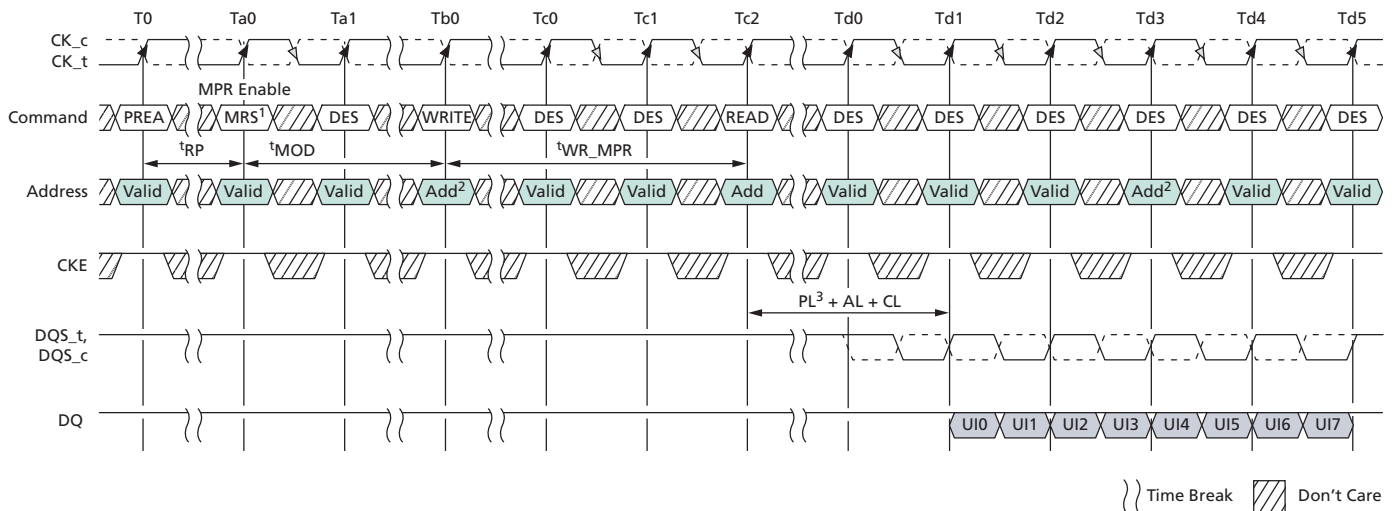 T0 Ta0 Ta1 Tb0 Tc0 Tc1 Tc2 Td0 Td1 Td2 Td3 Td4 Td5
CK_c
CK_t
MPR Enable
Command PREA MRS¹ DES WRITE DES DES READ DES DES DES DES DES DES
tRP tMOD tWR_MPR
Address Valid Valid Valid Add² Valid Valid Add Valid Valid Valid Add² Valid Valid
CKE
PL³ + AL + CL
DQS_t,
DQS_c
DQ UI0 UI1 UI2 UI3 UI4 UI5 UI6 UI7
Time Break Don't Care